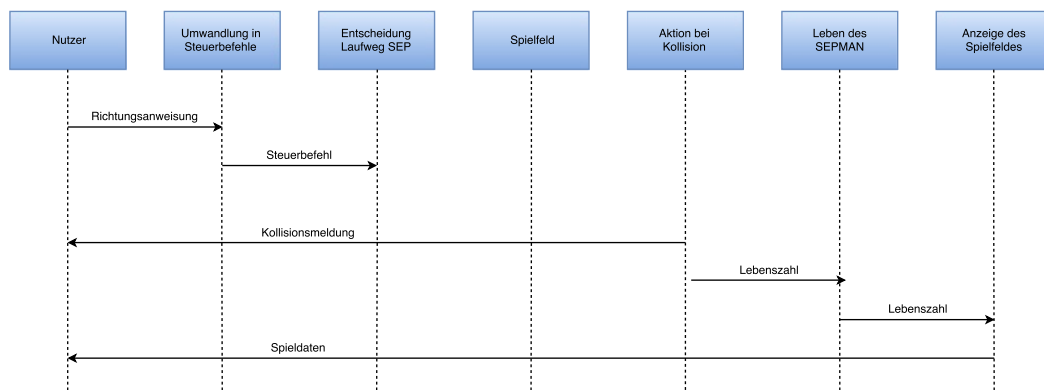 Nutzer
Umwandlung in
Steuerbefehle
Entscheidung
Laufweg SEP
Spielfeld
Aktion bei
Kollision
Leben des
SEPMAN
Anzeige des
Spielfeldes
Richtungsanweisung
Steuerbefehl
Kollisionsmeldung
Lebenszahl
Lebenszahl
Spieldaten